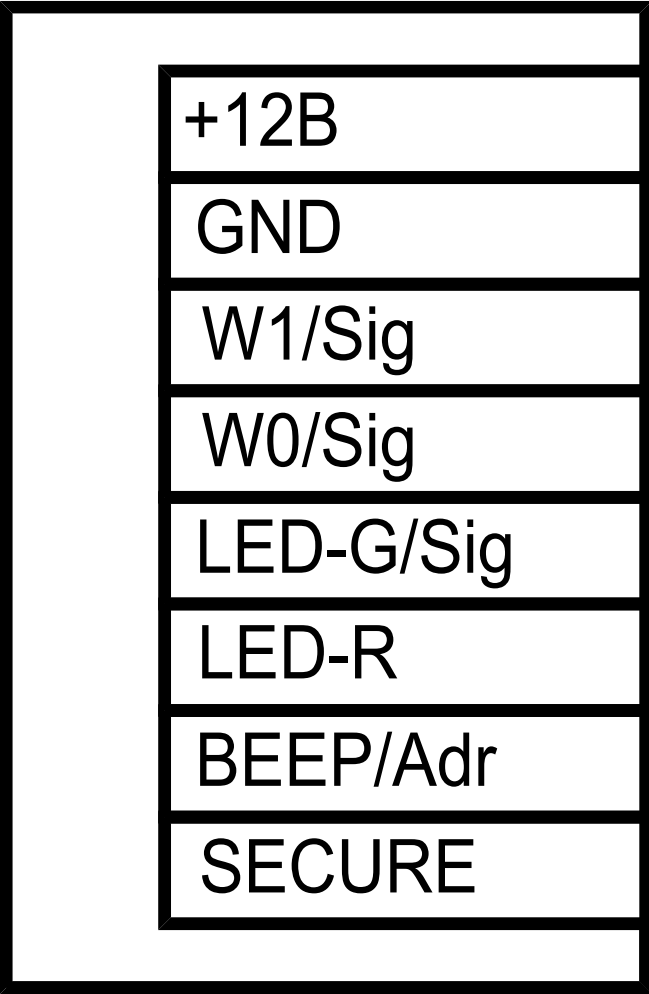 +12B
GND
W1/Sig
W0/Sig
LED-G/Sig
LED-R
BEEP/Adr
SECURE